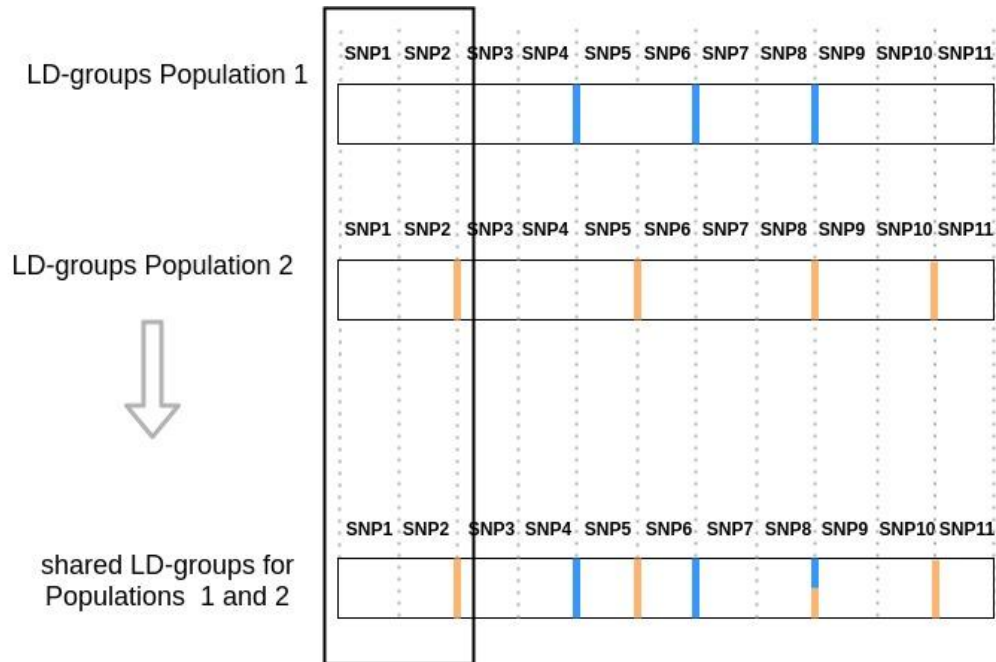 SNP1 SNP2 SNP3 SNP4 SNP5 SNP6 SNP7 SNP8 SNP9 SNP10 SNP11
LD-groups Population 1
SNP1 SNP2 SNP3 SNP4 SNP5 SNP6 SNP7 SNP8 SNP9 SNP10 SNP11
LD-groups Population 2
SNP1 SNP2 SNP3 SNP4 SNP5 SNP6 SNP7 SNP8 SNP9 SNP10 SNP11
shared LD-groups for
Populations 1 and 2